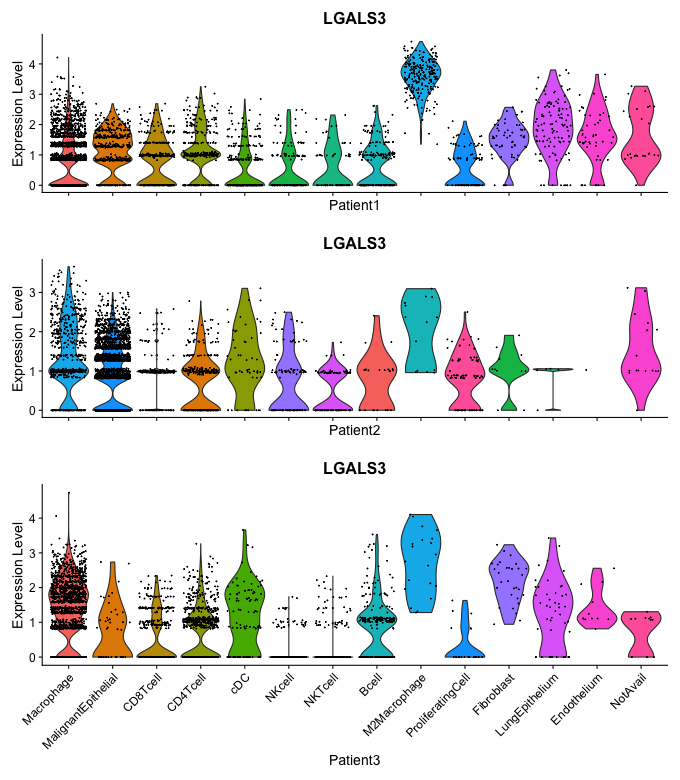 LGALS3
Expression Level
4
3
2
1
0
Patient1
LGALS3
Expression Level
3
2
1
0
Patient2
LGALS3
Expression Level
4
3
2
1
0
Macrophage
MalignantEpithelial
CD8Tcell
CD4Tcell
cDC
NKcell
NKTcell
Bcell
M2Macrophage
ProliferatingCell
Fibroblast
LungEpithelium
Endothelium
NotAvail
Patient3